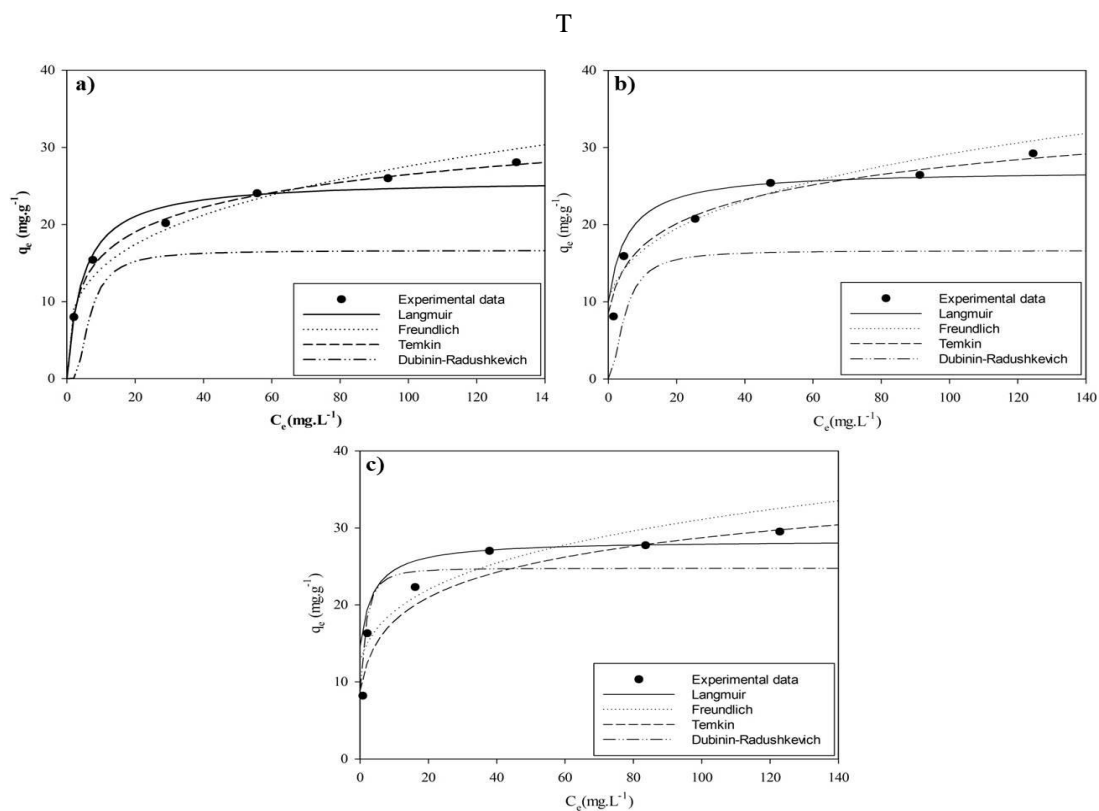 T
a)
40
30
20
10
0
qe (mg.g-1)
0 20 40 60 80 100 120 14
Ce(mg.L-1)
Experimental data
Langmuir
Freundlich
Temkin
Dubinin-Radushkevich
b)
40
30
20
10
0
qe (mg.g-1)
0 20 40 60 80 100 120 140
Ce(mg.L-1)
Experimental data
Langmuir
Freundlich
Temkin
Dubinin-Radushkevich
c)
40
30
20
10
0
qe (mg.g-1)
0 20 40 60 80 100 120 140
Ce(mg.L-1)
Experimental data
Langmuir
Freundlich
Temkin
Dubinin-Radushkevich